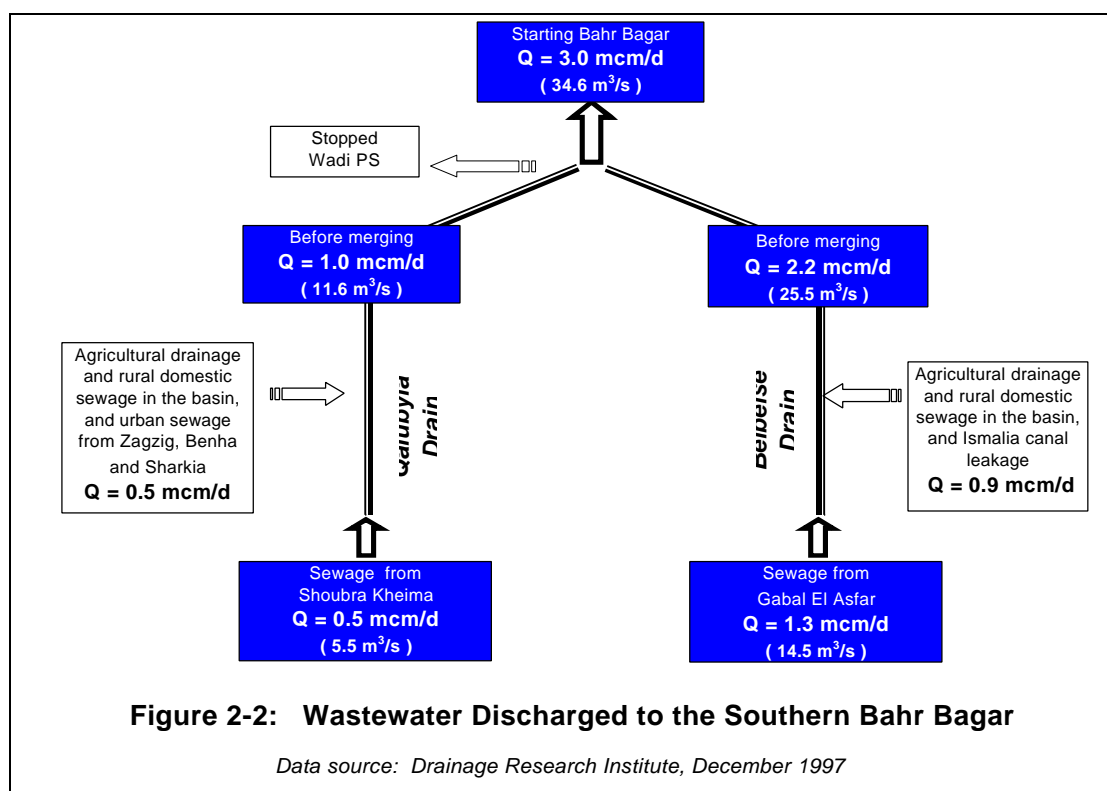 Starting Bahr Bagar
Q = 3.0 mcm/d
( 34.6 m³/s )
Stopped
Wadi PS
Before merging
Q = 1.0 mcm/d
( 11.6 m³/s )
Before merging
Q = 2.2 mcm/d
( 25.5 m³/s )
Agricultural drainage
and rural domestic
sewage in the basin,
and urban sewage
from Zagzig, Benha
and Sharkia
Q = 0.5 mcm/d
Drain
Drain
Agricultural drainage
and rural domestic
sewage in the basin,
and Ismalia canal
leakage
Q = 0.9 mcm/d
Sewage from
Shoubra Kheima
Q = 0.5 mcm/d
( 5.5 m³/s )
Sewage from
Gabal El Asfar
Q = 1.3 mcm/d
( 14.5 m³/s )
Figure 2-2: Wastewater Discharged to the Southern Bahr Bagar
Data source: Drainage Research Institute, December 1997